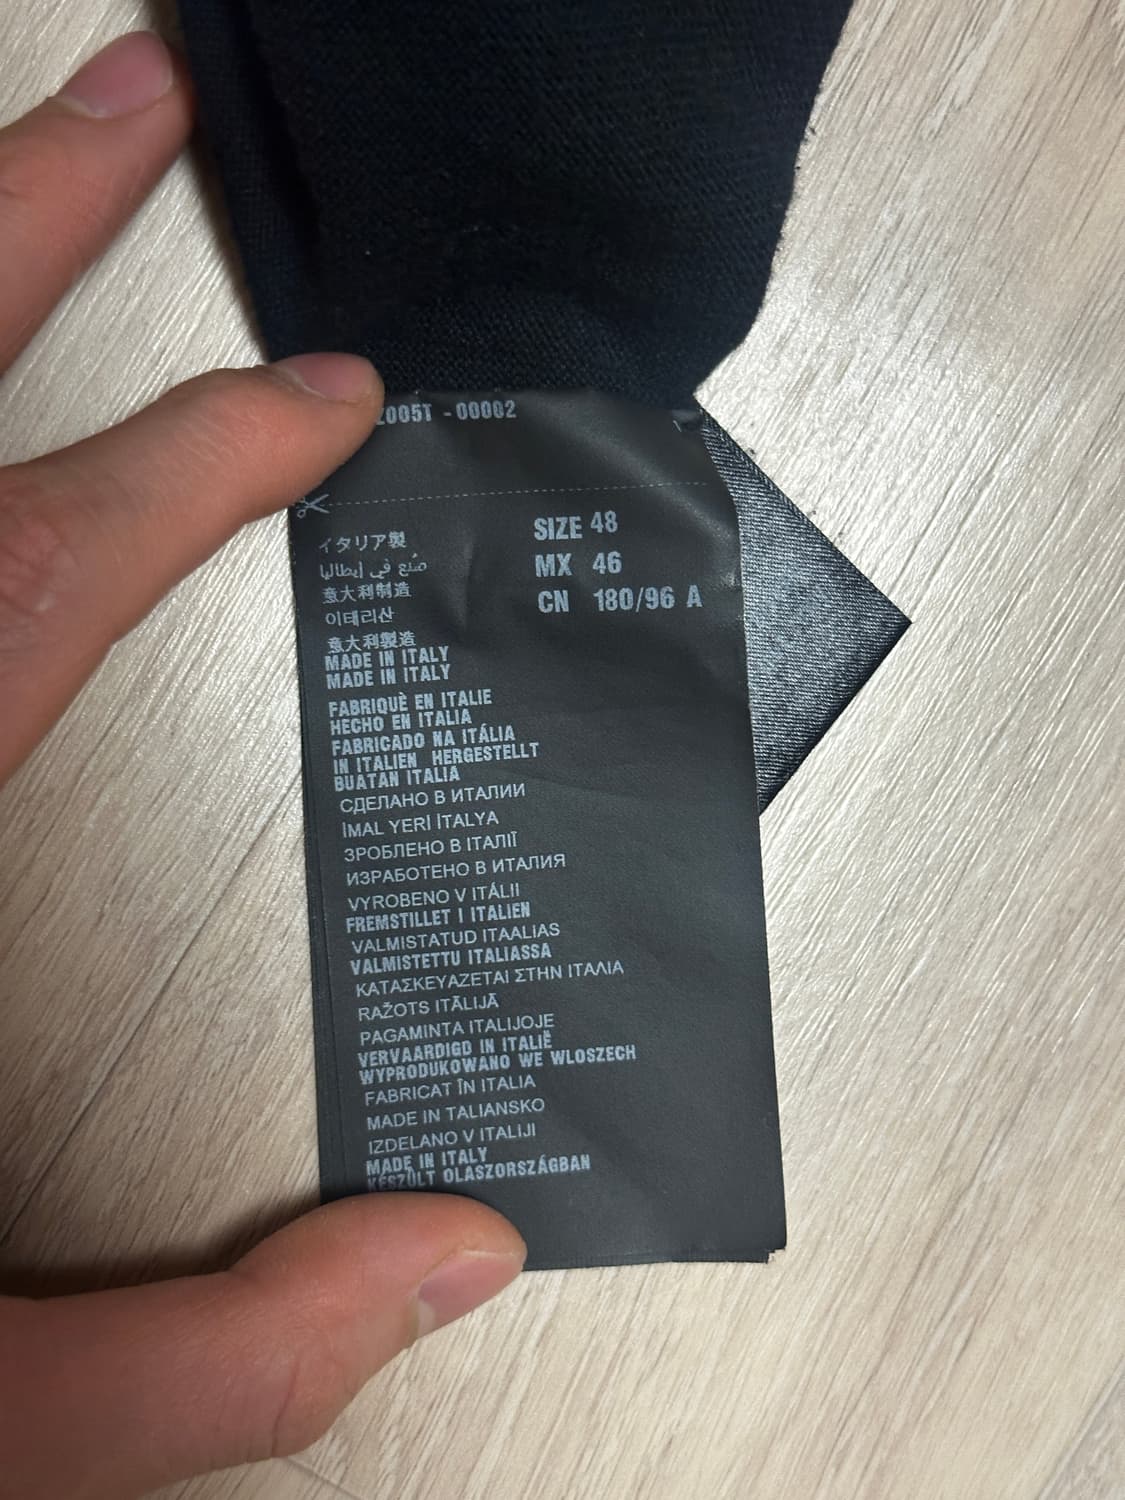 Z005T - 00002
イタリア製
صنع في إيطاليا
意大利制造
이테리산
意大利製造
MADE IN ITALY
MADE IN ITALY
FABRIQUÈ EN ITALIE
HECHO EN ITALIA
FABRICADO NA ITÁLIA
IN ITALIEN HERGESTELLT
BUATAN ITALIA
СДЕЛАНО В ИТАЛИИ
İMAL YERİ İTALYA
ЗРОБЛЕНО В ІТАЛІЇ
ИЗРАБОТЕНО В ИТАЛИЯ
VYROBENO V ITÁLII
FREMSTILLET I ITALIEN
VALMISTATUD ITAALIAS
VALMISTETTU ITALIASSA
ΚΑΤΑΣΚΕΥΑΖΕΤΑΙ ΣΤΗΝ ΙΤΑΛΙΑ
RAŽOTS ITĀLIJĀ
PAGAMINTA ITALIJOJE
VERVAARDIGD IN ITALIË
WYPRODUKOWANO WE WLOSZECH
FABRICAT ÎN ITALIA
MADE IN TALIANSKO
IZDELANO V ITALIJI
MADE IN ITALY
KÉSZÜLT OLASZORSZÁGBAN
SIZE 48
MX 46
CN 180/96 A